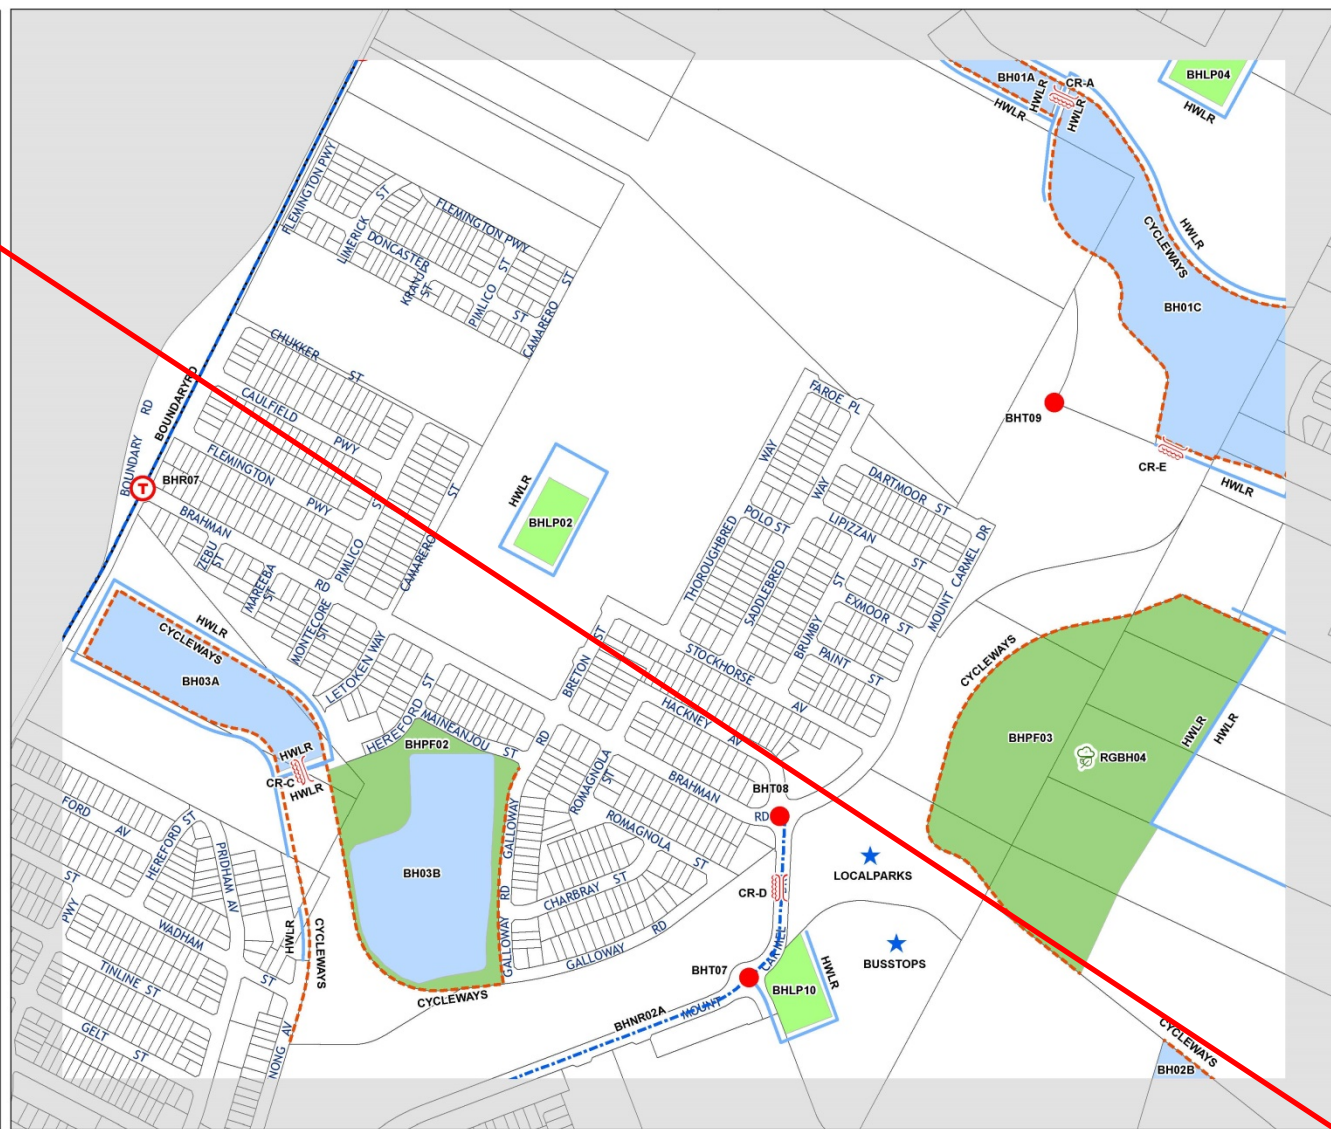 BHLP04
BH01A
CR-A
HWLR
HWLR
HWLR
HWLR
FLEMINGTON PWY
LIMERICK ST
FLEMINGTON PWY
DONCASTER ST
KRANJI ST
PIMLICO ST
CAMARERO ST
CYCLEWAYS
HWLR
BH01C
CHUKKER ST
BOUNDARYRD
BOUNDARY RD
CAULFIELD PWY
FLEMINGTON PWY
FAROE PL
BHT09
CR-E
HWLR
BHR07
T
BRAHMAN RD
ZEBU ST
MAREEBA ST
MONTECORE ST
PIMLICO S
CAMARERO ST
HWLR
BHLP02
THOROUGHBRED WAY
DARTMOOR ST
POLO ST
LIPIZZAN ST
SADDLEBRED WAY
EXMOOR ST
BRUMBY ST
PAINT ST
MOUNT CARMEL DR
HWLR
CYCLEWAYS
BH03A
LETOKEN WAY
HEREFORD ST
MAINEANJOU ST
BRETON ST
STOCKHORSE AV
HACKNEY AV
CYCLEWAYS
HWLR
HWLR
BHPF03
RGBH04
BHPF02
HWLR
CR-C
HWLR
BRAHMAN RD
ROMAGNOLA ST
ROMAGNOLA ST
BHT08
RD
GALLOWAY RD
BH03B
LOCALPARKS
CR-D
CHARBRAY ST
FORD AV
HEREFORD ST
PRIDHAM AV
ST
PWY
WADHAM ST
HWLR
CYCLEWAYS
GALLOWAY
GALLOWAY RD
BUSSTOPS
TINLINE ST
BHT07
MOUNT CARMEL
HWLR
BHLP10
CYCLEWAYS
BHNR02A
GELT ST
NONG AV
CYCLEWAYS
BH02B